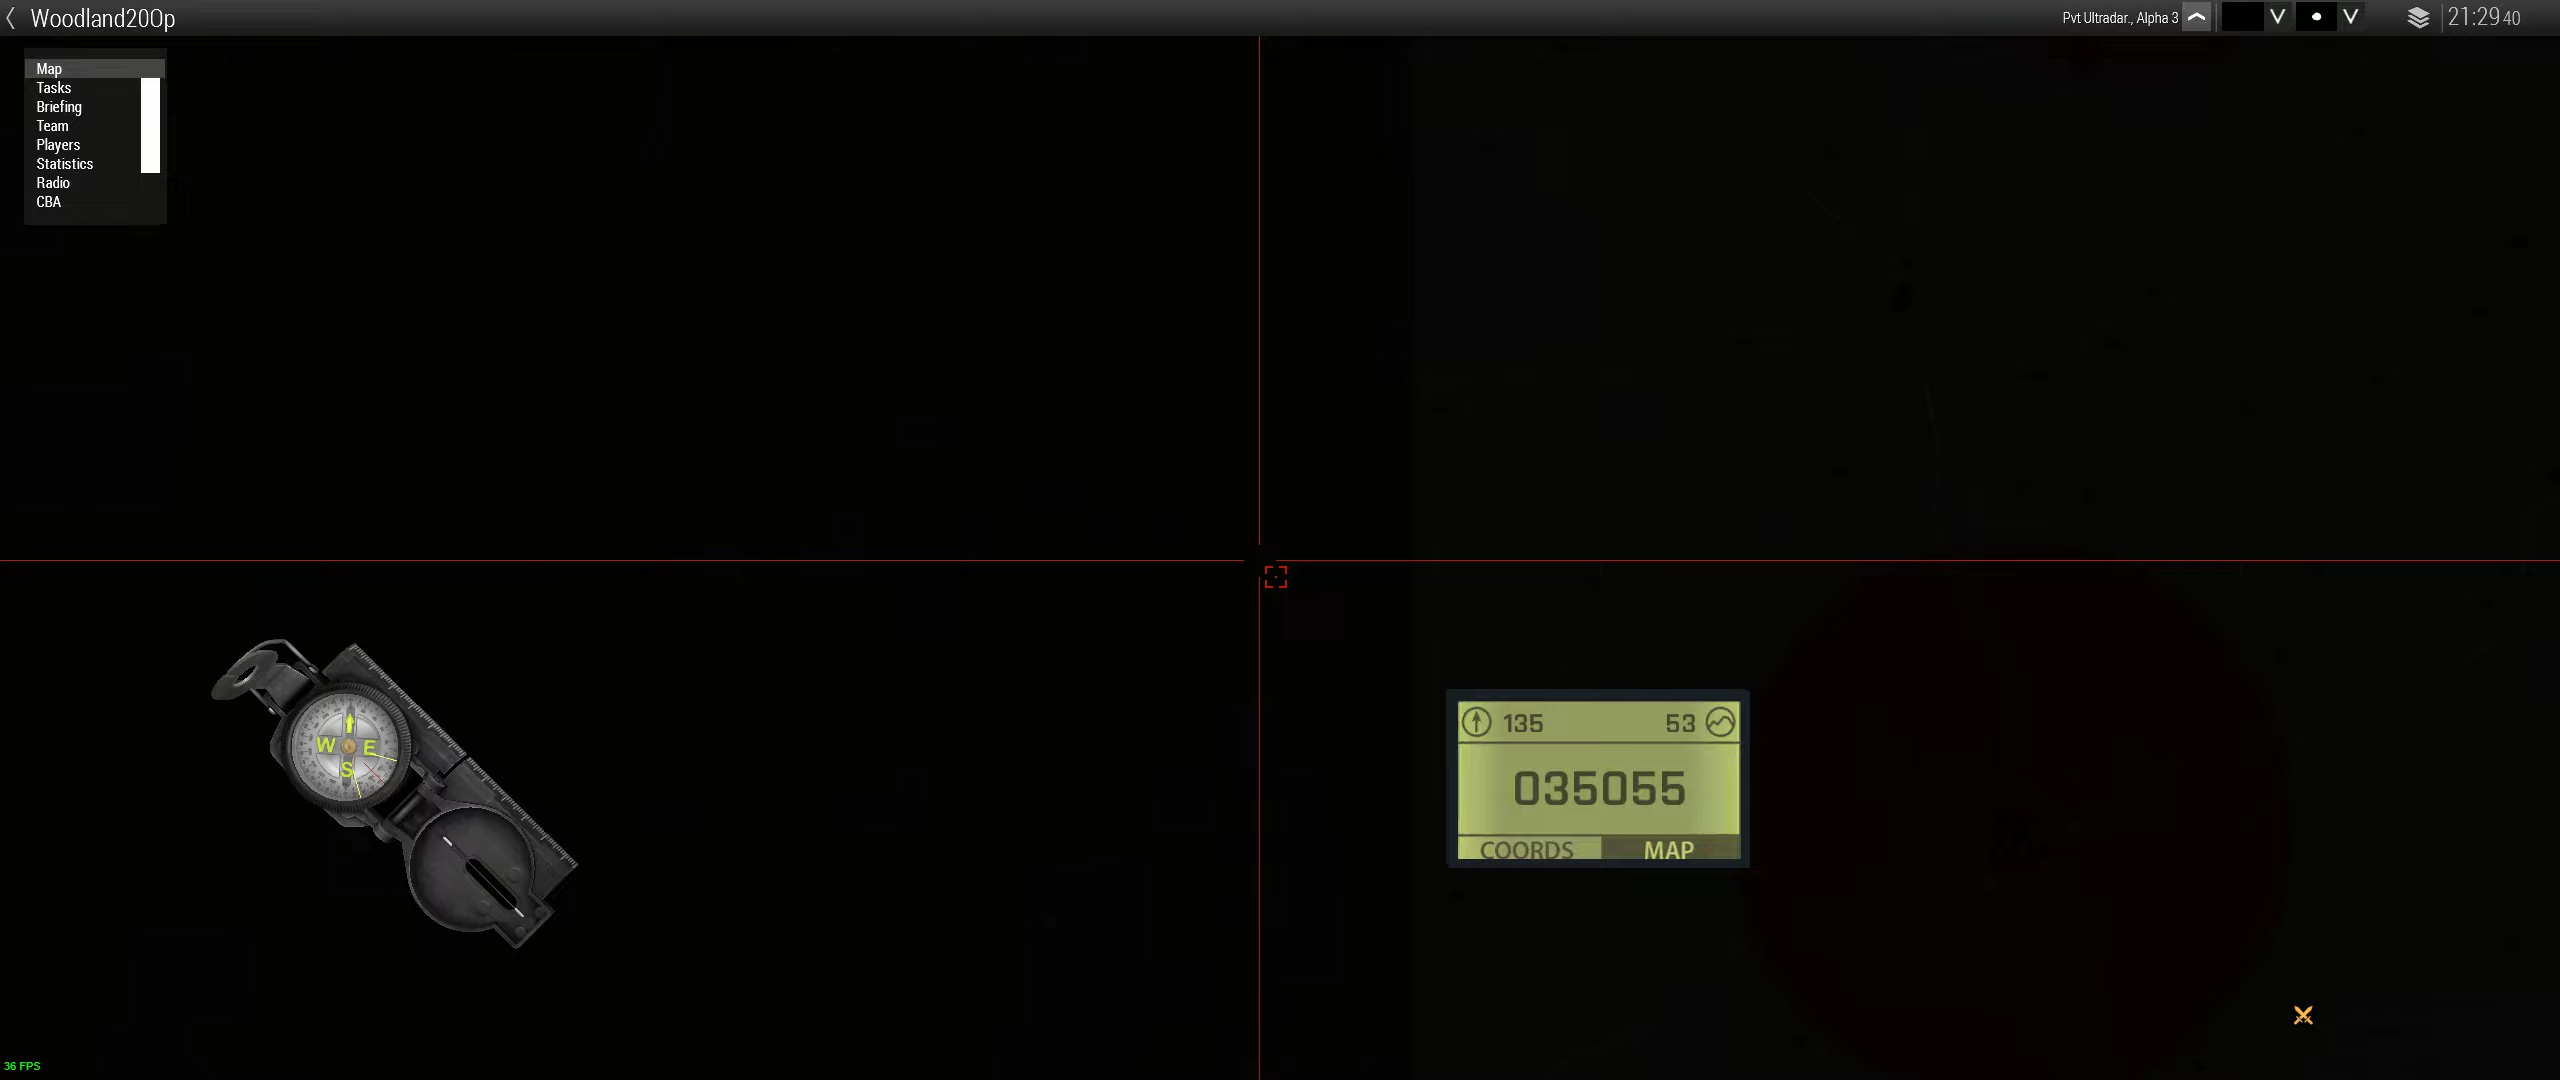 Woodland20Op
Pvt Ultradar., Alpha 3
21:29 40
Map
Tasks
Briefing
Team
Players
Statistics
Radio
CBA
W E
S
135 53
035055
COORDS MAP
36 FPS